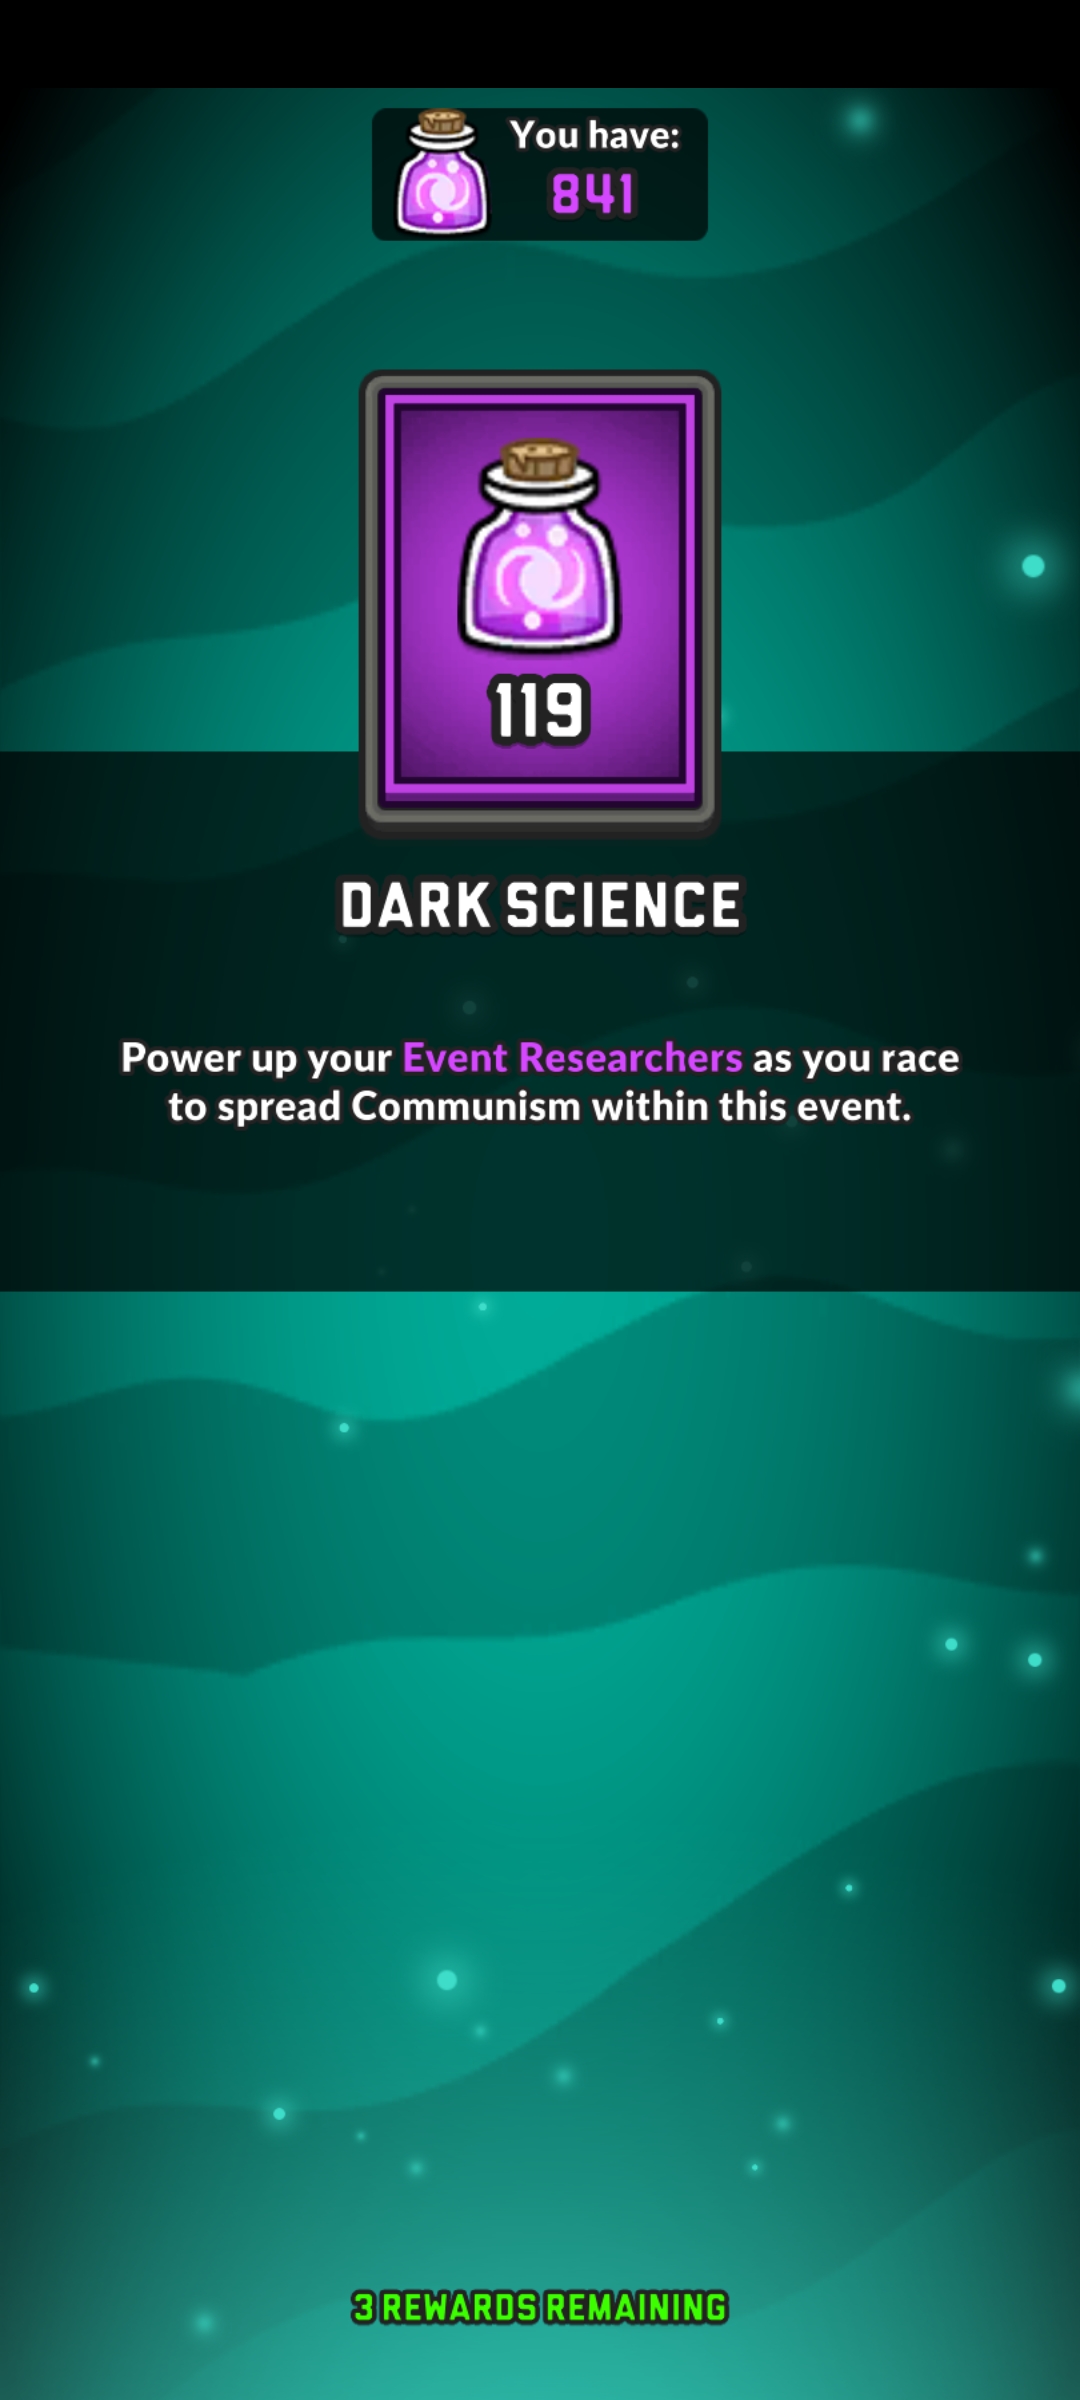 You have:
841
119
DARK SCIENCE
Power up your Event Researchers as you race
to spread Communism within this event.
3 REWARDS REMAINING